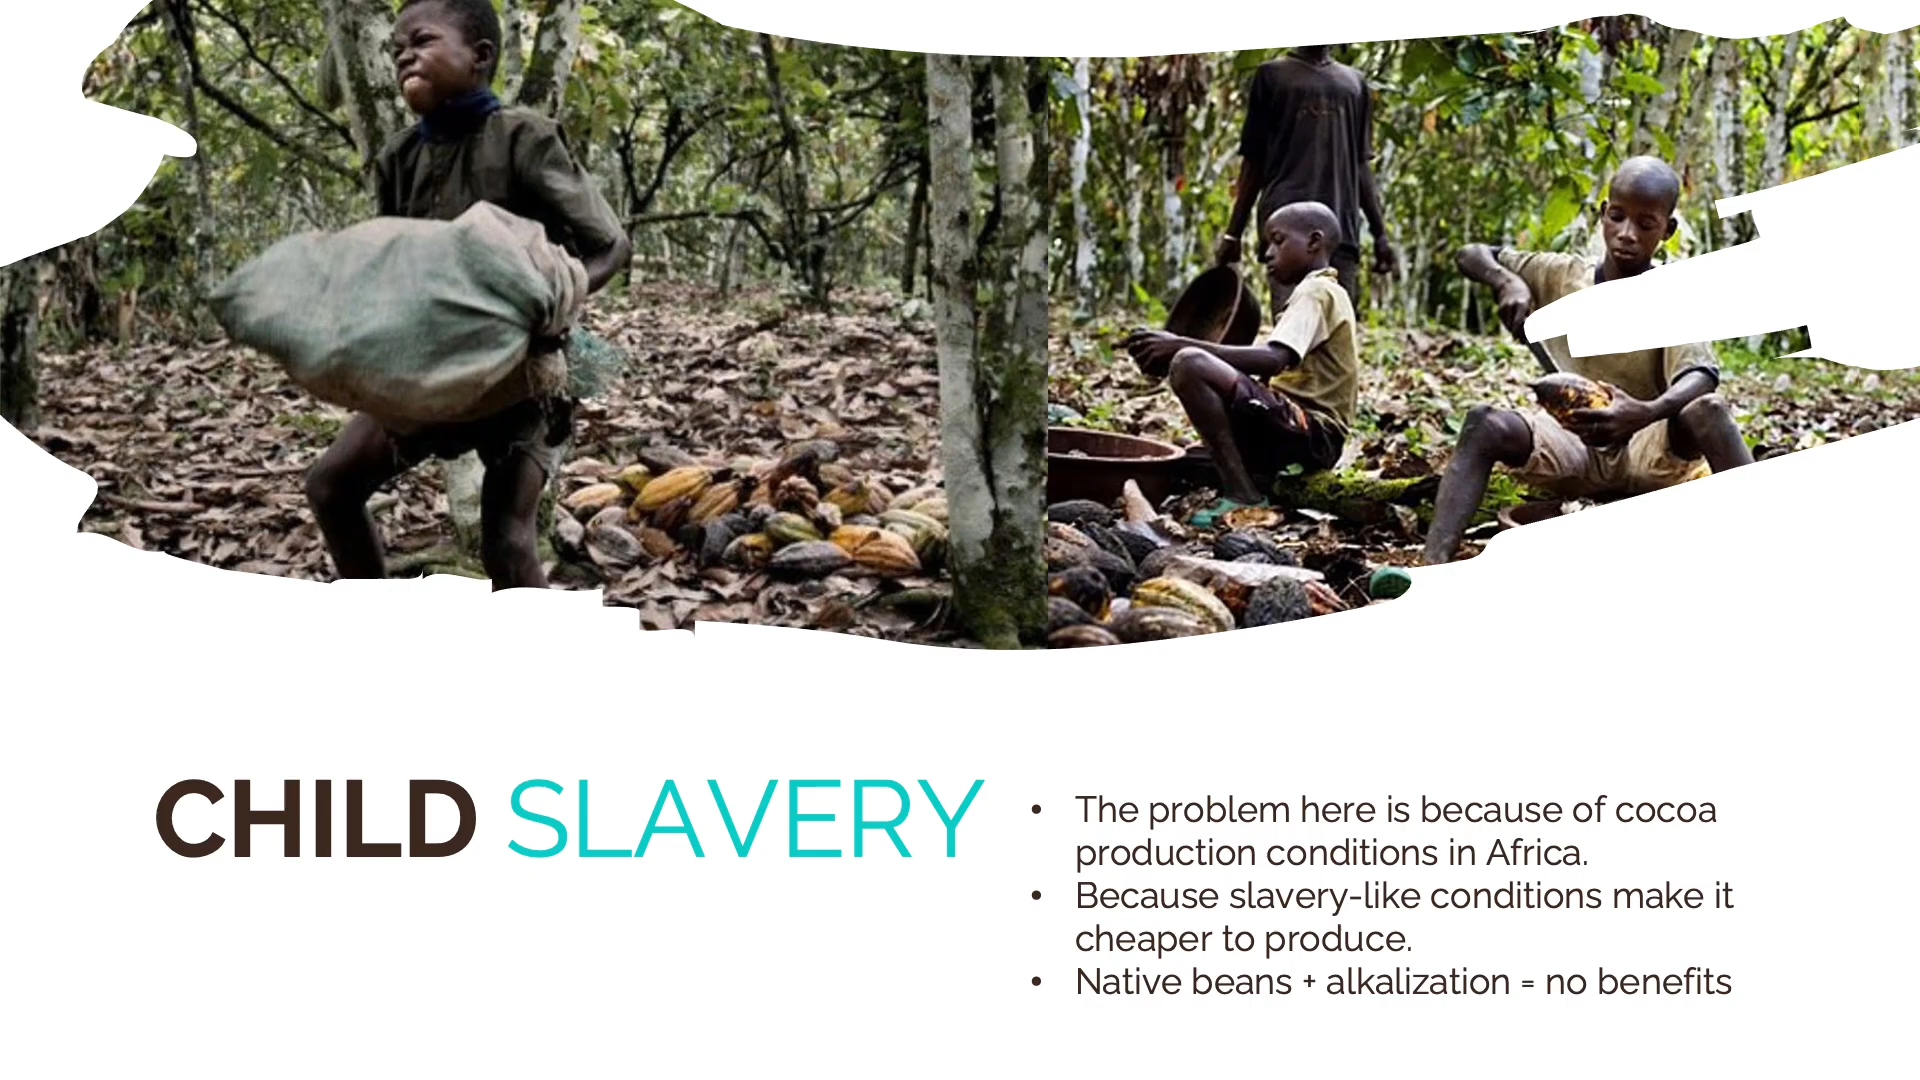 CHILD SLAVERY
• The problem here is because of cocoa
production conditions in Africa.
• Because slavery-like conditions make it
cheaper to produce.
• Native beans + alkalization = no benefits